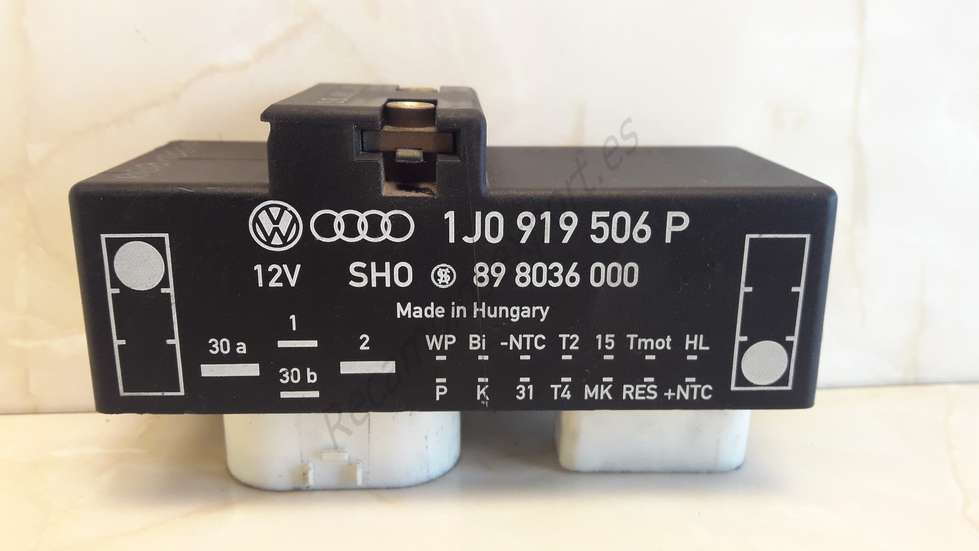 1J0 919 506 P
12V SHO 89 8036 000
Made in Hungary
30 a 1 2 WP Bi -NTC T2 15 Tmot HL
30 b P K 31 T4 MK RES +NTC